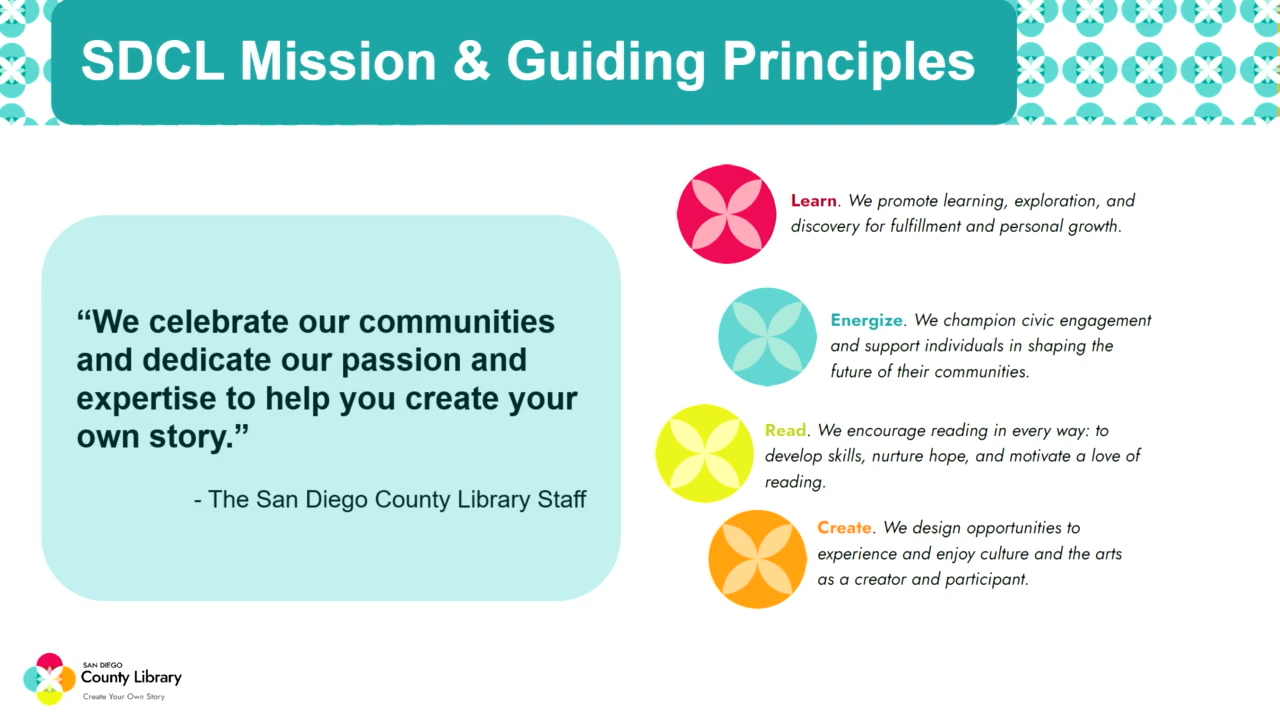 SDCL Mission & Guiding Principles
“We celebrate our communities
and dedicate our passion and
expertise to help you create your
own story.”
- The San Diego County Library Staff
Learn. We promote learning, exploration, and
discovery for fulfillment and personal growth.
Energize. We champion civic engagement
and support individuals in shaping the
future of their communities.
Read. We encourage reading in every way: to
develop skills, nurture hope, and motivate a love of
reading.
Create. We design opportunities to
experience and enjoy culture and the arts
as a creator and participant.
SAN DIEGO
County Library
Create Your Own Story